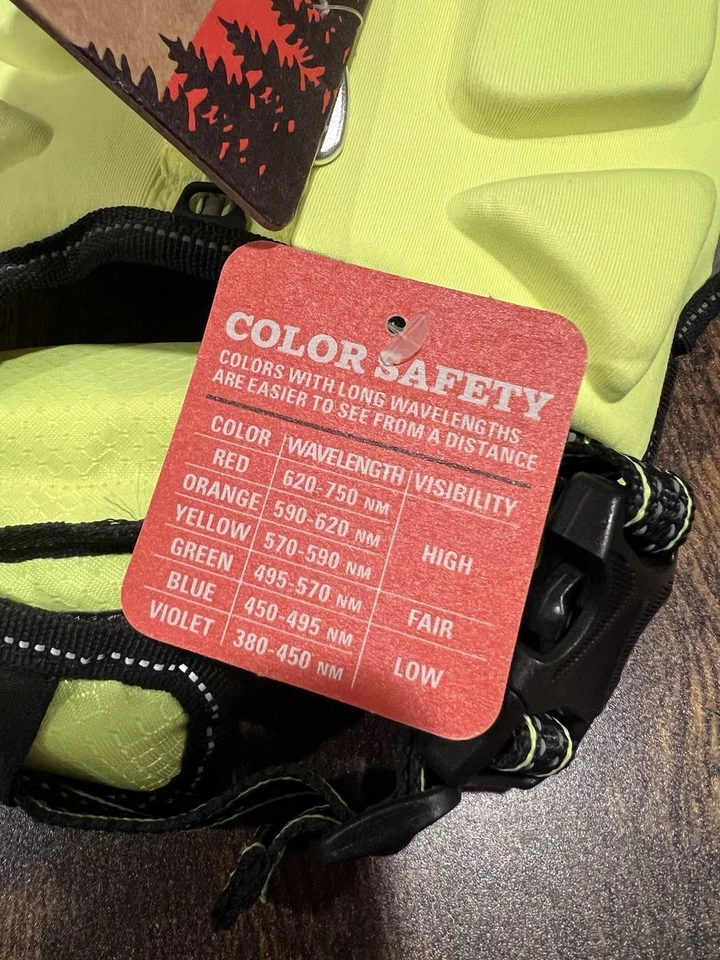 COLOR SAFETY
COLORS WITH LONG WAVELENGTHS
ARE EASIER TO SEE FROM A DISTANCE
COLOR WAVELENGTH VISIBILITY
RED 620-750 NM
ORANGE 590-620 NM
YELLOW 570-590 NM HIGH
GREEN 495-570 NM FAIR
BLUE 450-495 NM
VIOLET 380-450 NM LOW